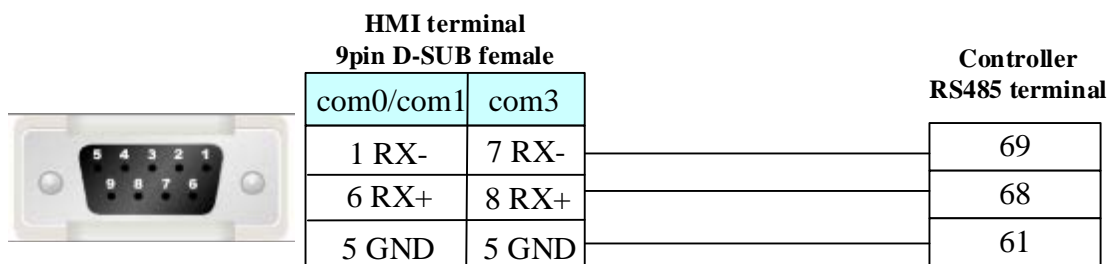 HMI terminal
9pin D-SUB female
Controller
RS485 terminal
com0/com1 com3
1 RX- 7 RX- 69
6 RX+ 8 RX+ 68
5 GND 5 GND 61
5 4 3 2 1
9 8 7 6